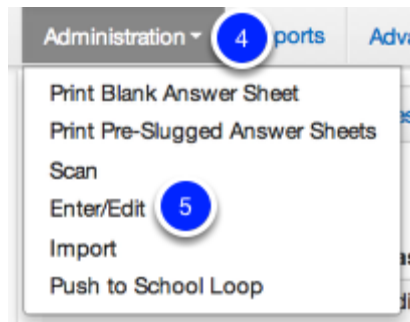 Administration 4 ports Adva
Print Blank Answer Sheet
Print Pre-Slugged Answer Sheets
Scan
Enter/Edit 5
Import
Push to School Loop